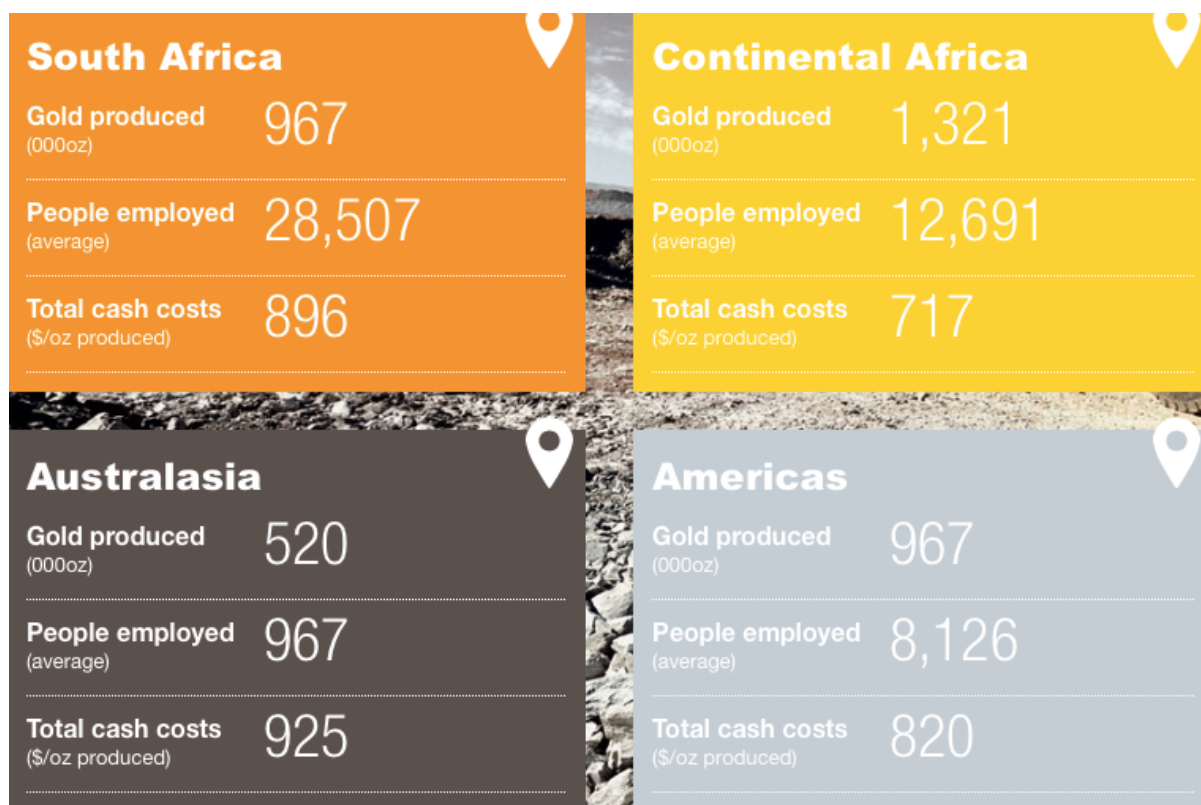 South Africa
Gold produced 967
(000oz)
People employed 28,507
(average)
Total cash costs 896
($/oz produced)
Continental Africa
Gold produced 1,321
(000oz)
People employed 12,691
(average)
Total cash costs 717
($/oz produced)
Australasia
Gold produced 520
(000oz)
People employed 967
(average)
Total cash costs 925
($/oz produced)
Americas
Gold produced 967
(000oz)
People employed 8,126
(average)
Total cash costs 820
($/oz produced)